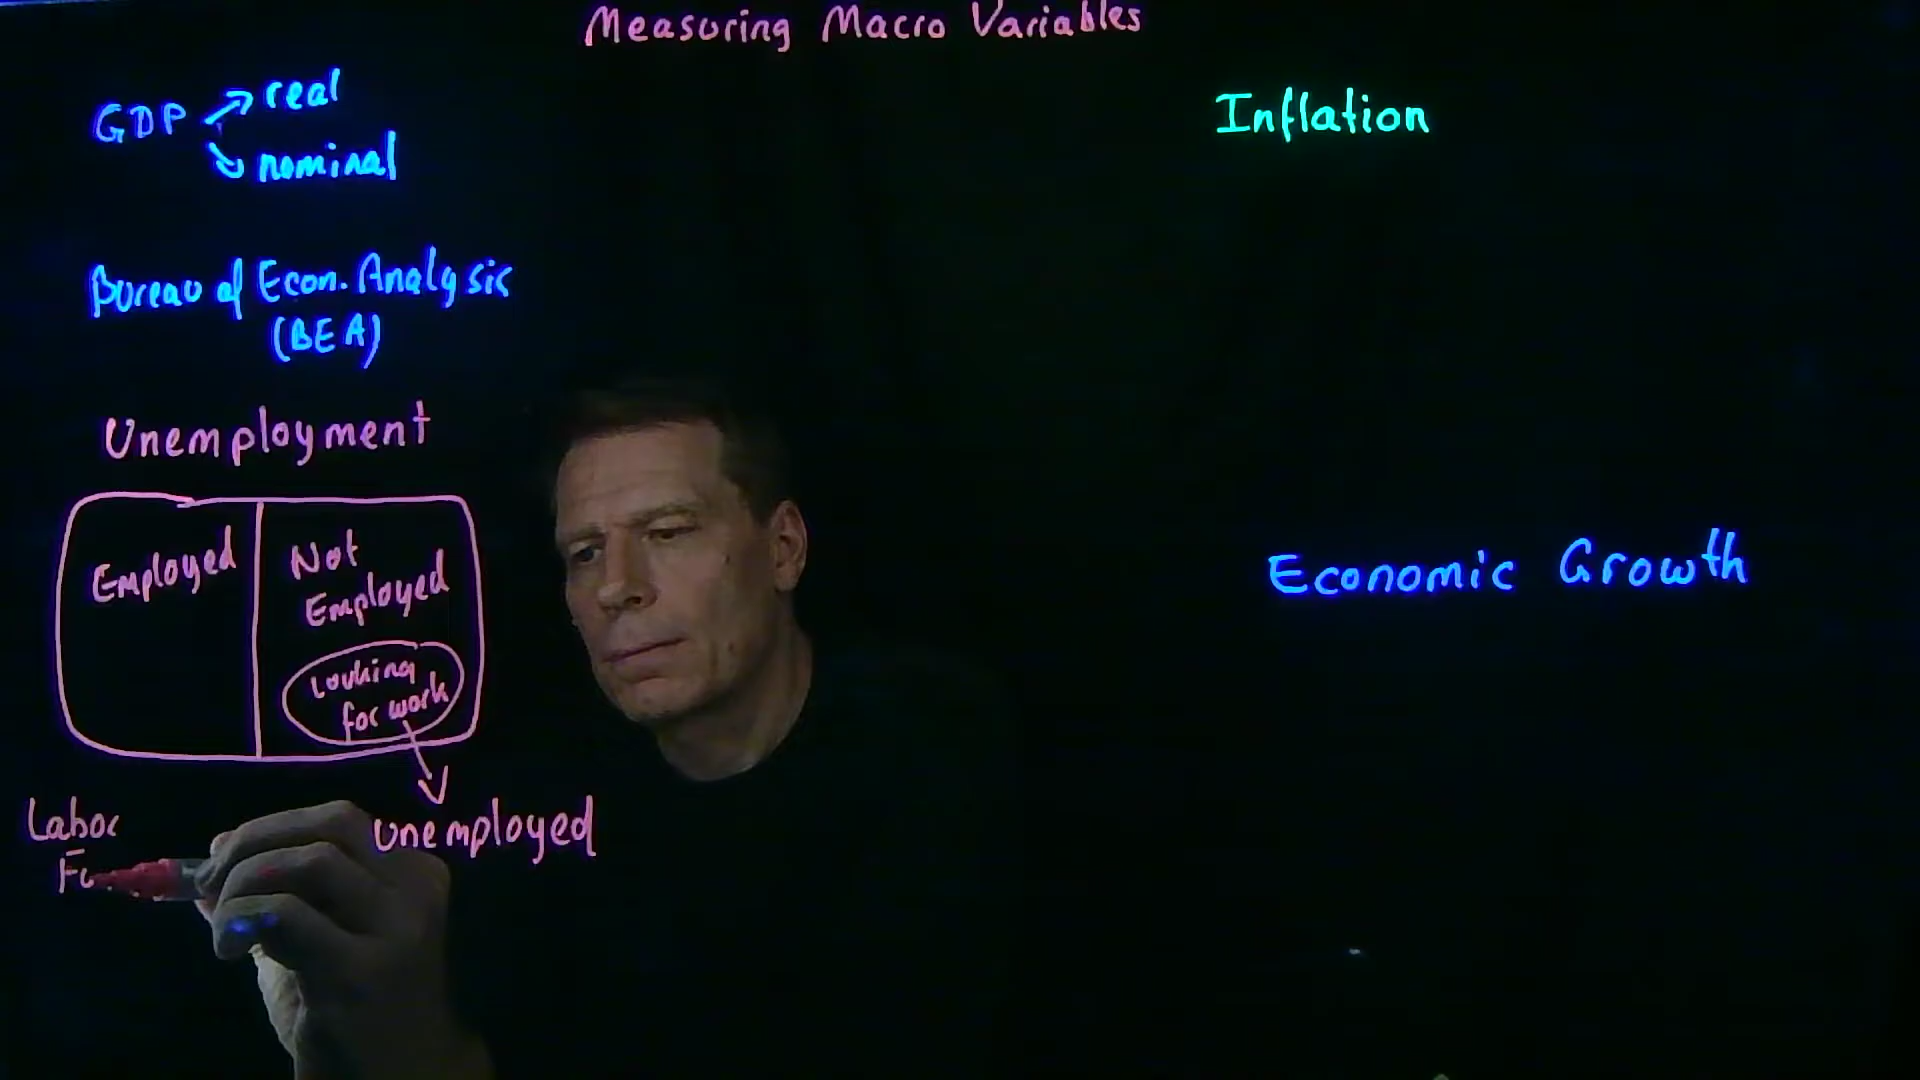 Measuring Macro Variables
GDP
real
nominal
Bureau of Econ. Analysis
(BEA)
Unemployment
Employed
Not
Employed
Looking
for work
unemployed
Labor
Fo
Inflation
Economic Growth